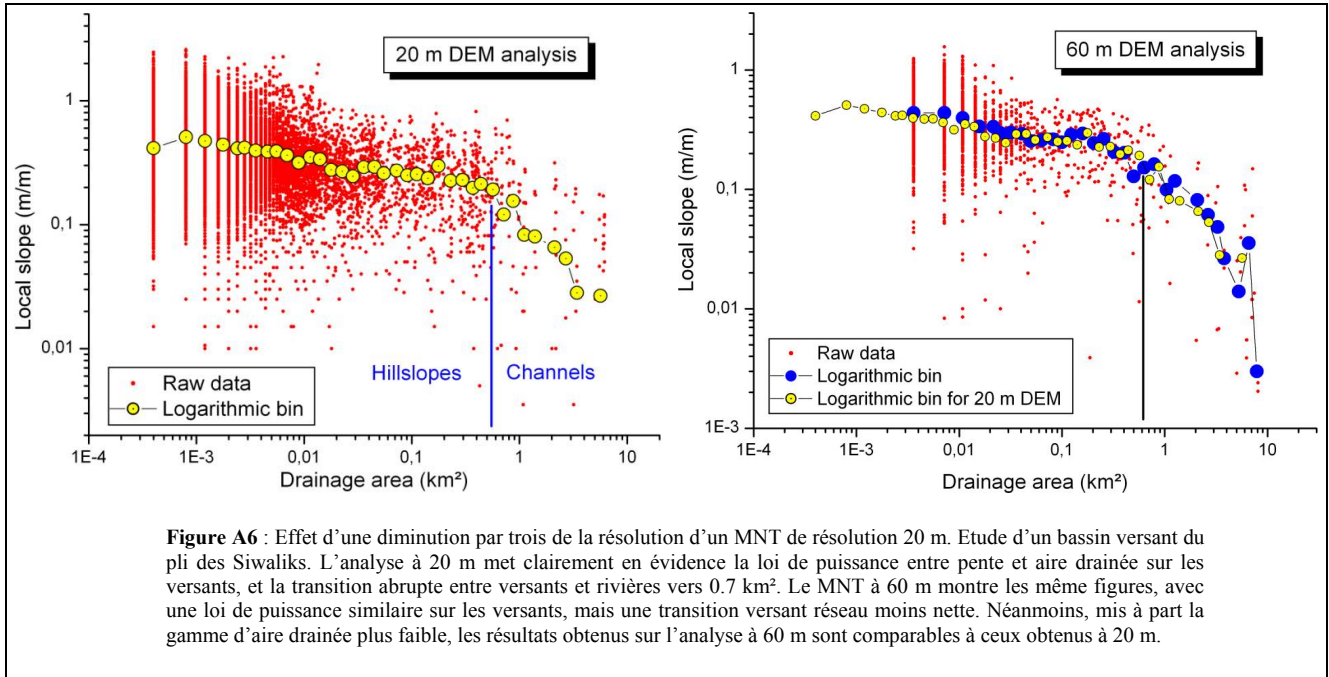 20 m DEM analysis
Local slope (m/m)
1
0,1
0,01
Hillslopes
Channels
Raw data
Logarithmic bin
1E-4
1E-3
0,01
0,1
1
10
Drainage area (km²)
60 m DEM analysis
Local slope (m/m)
1
0,1
0,01
1E-3
Raw data
Logarithmic bin
Logarithmic bin for 20 m DEM
1E-4
1E-3
0,01
0,1
1
10
Drainage area (km²)
Figure A6 : Effet d'une diminution par trois de la résolution d'un MNT de résolution 20 m. Etude d'un bassin versant du
pli des Siwaliks. L'analyse à 20 m met clairement en évidence la loi de puissance entre pente et aire drainée sur les
versants, et la transition abrupte entre versants et rivières vers 0.7 km². Le MNT à 60 m montre les même figures, avec
une loi de puissance similaire sur les versants, mais une transition versant réseau moins nette. Néanmoins, mis à part la
gamme d'aire drainée plus faible, les résultats obtenus sur l'analyse à 60 m sont comparables à ceux obtenus à 20 m.